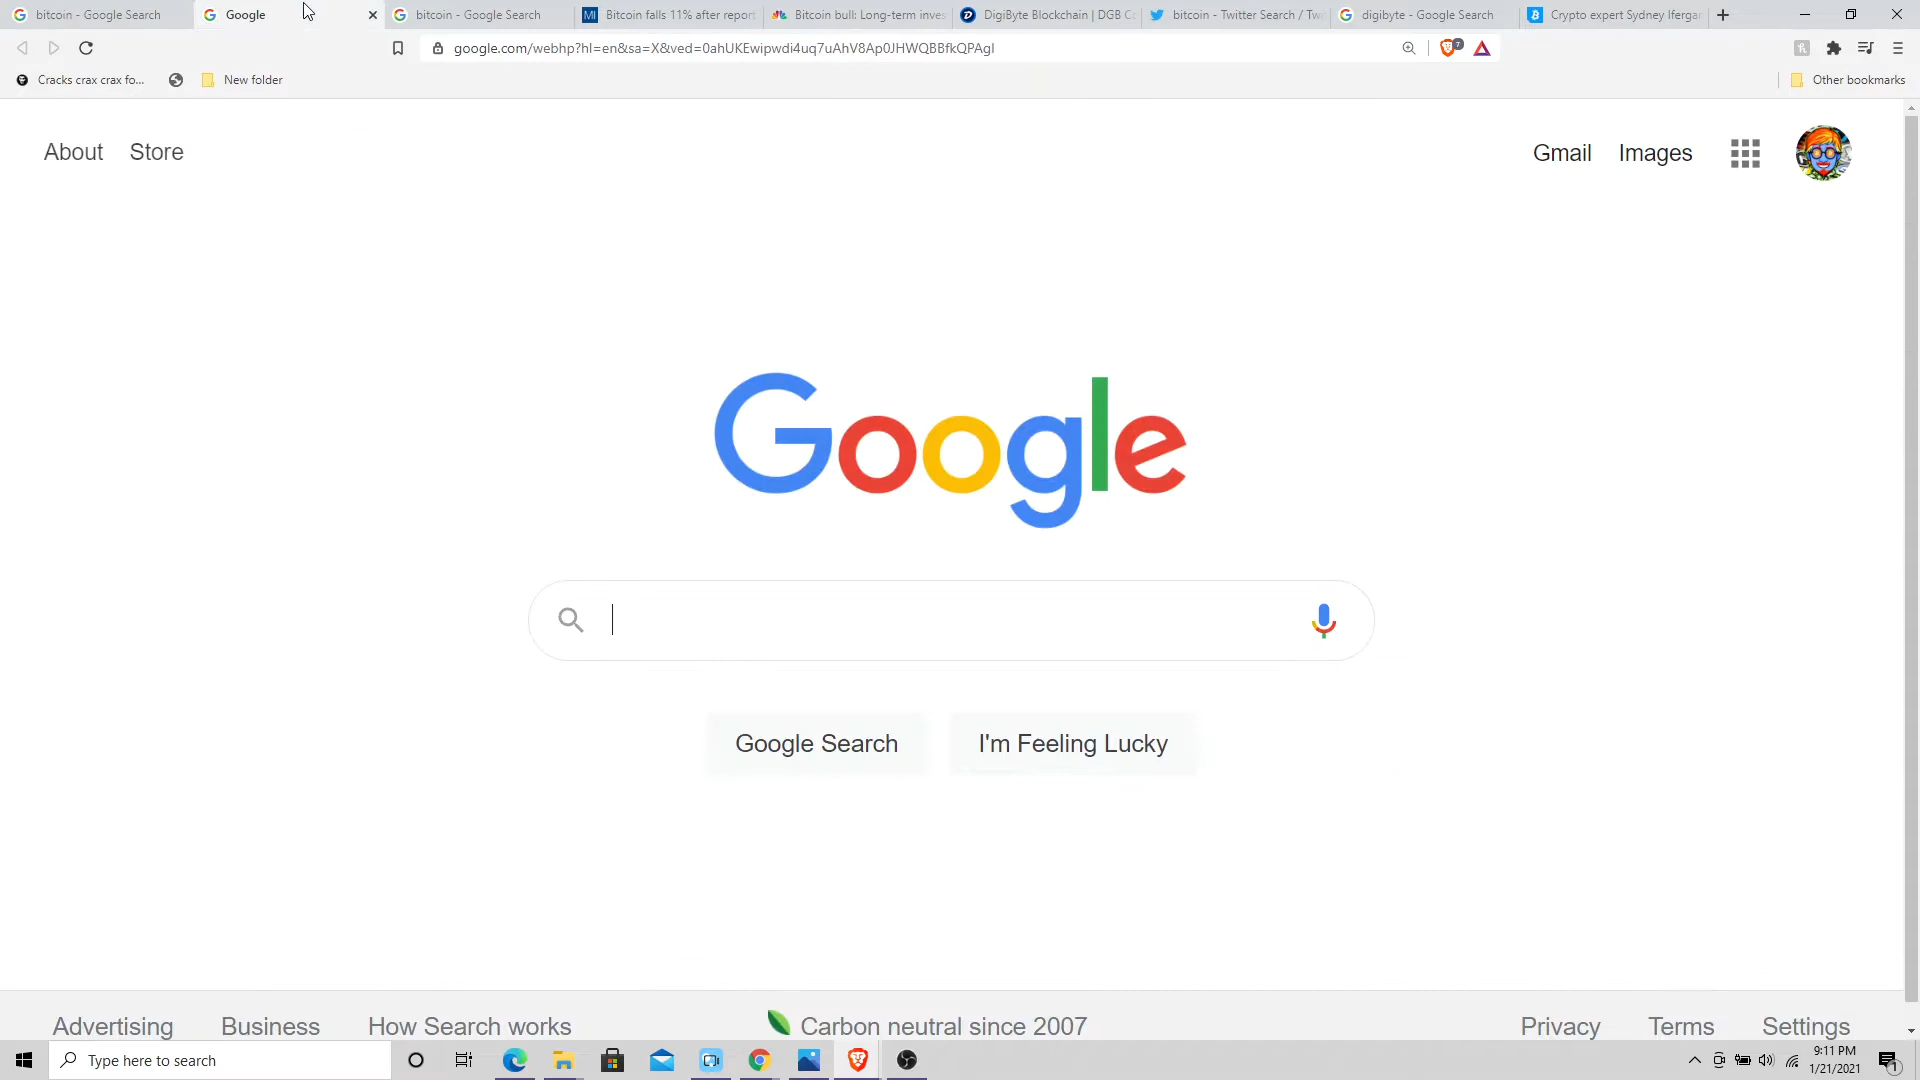 bitcoin - Google Search
Google
bitcoin - Google Search
Bitcoin falls 11% after report
Bitcoin bull: Long-term inves
DigiByte Blockchain | DGB C
bitcoin - Twitter Search / Tw
digibyte - Google Search
Crypto expert Sydney Ifergan
google.com/webhp?hl=en&sa=X&ved=0ahUKEwipwdi4uq7uAhV8Ap0JHWQBBfkQPAgI
7
Cracks crax crax fo...
New folder
Other bookmarks
About Store
Gmail Images
Google
Google Search
I'm Feeling Lucky
Advertising Business How Search works
Carbon neutral since 2007
Privacy Terms Settings
Type here to search
9:11 PM
1/21/2021
1